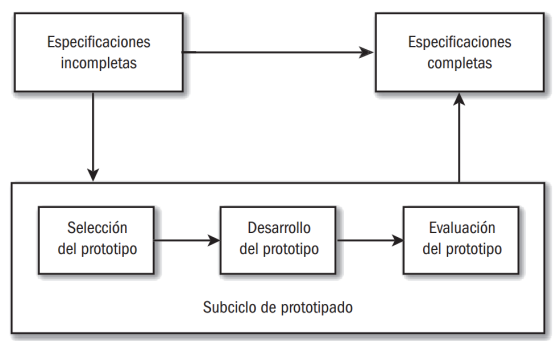 Especificaciones
incompletas
Especificaciones
completas
Selección
del prototipo
Desarrollo
del prototipo
Evaluación
del prototipo
Subciclo de prototipado